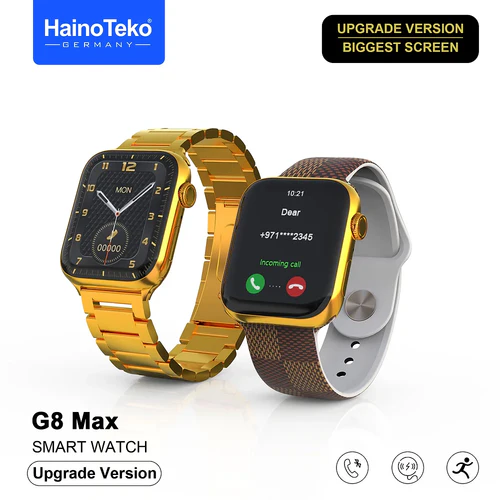 HainoTeko
GERMANY
UPGRADE VERSION
BIGGEST SCREEN
12
MON
00000
10:21
Dear
+971****2345
Incoming call
G8 Max
SMART WATCH
Upgrade Version